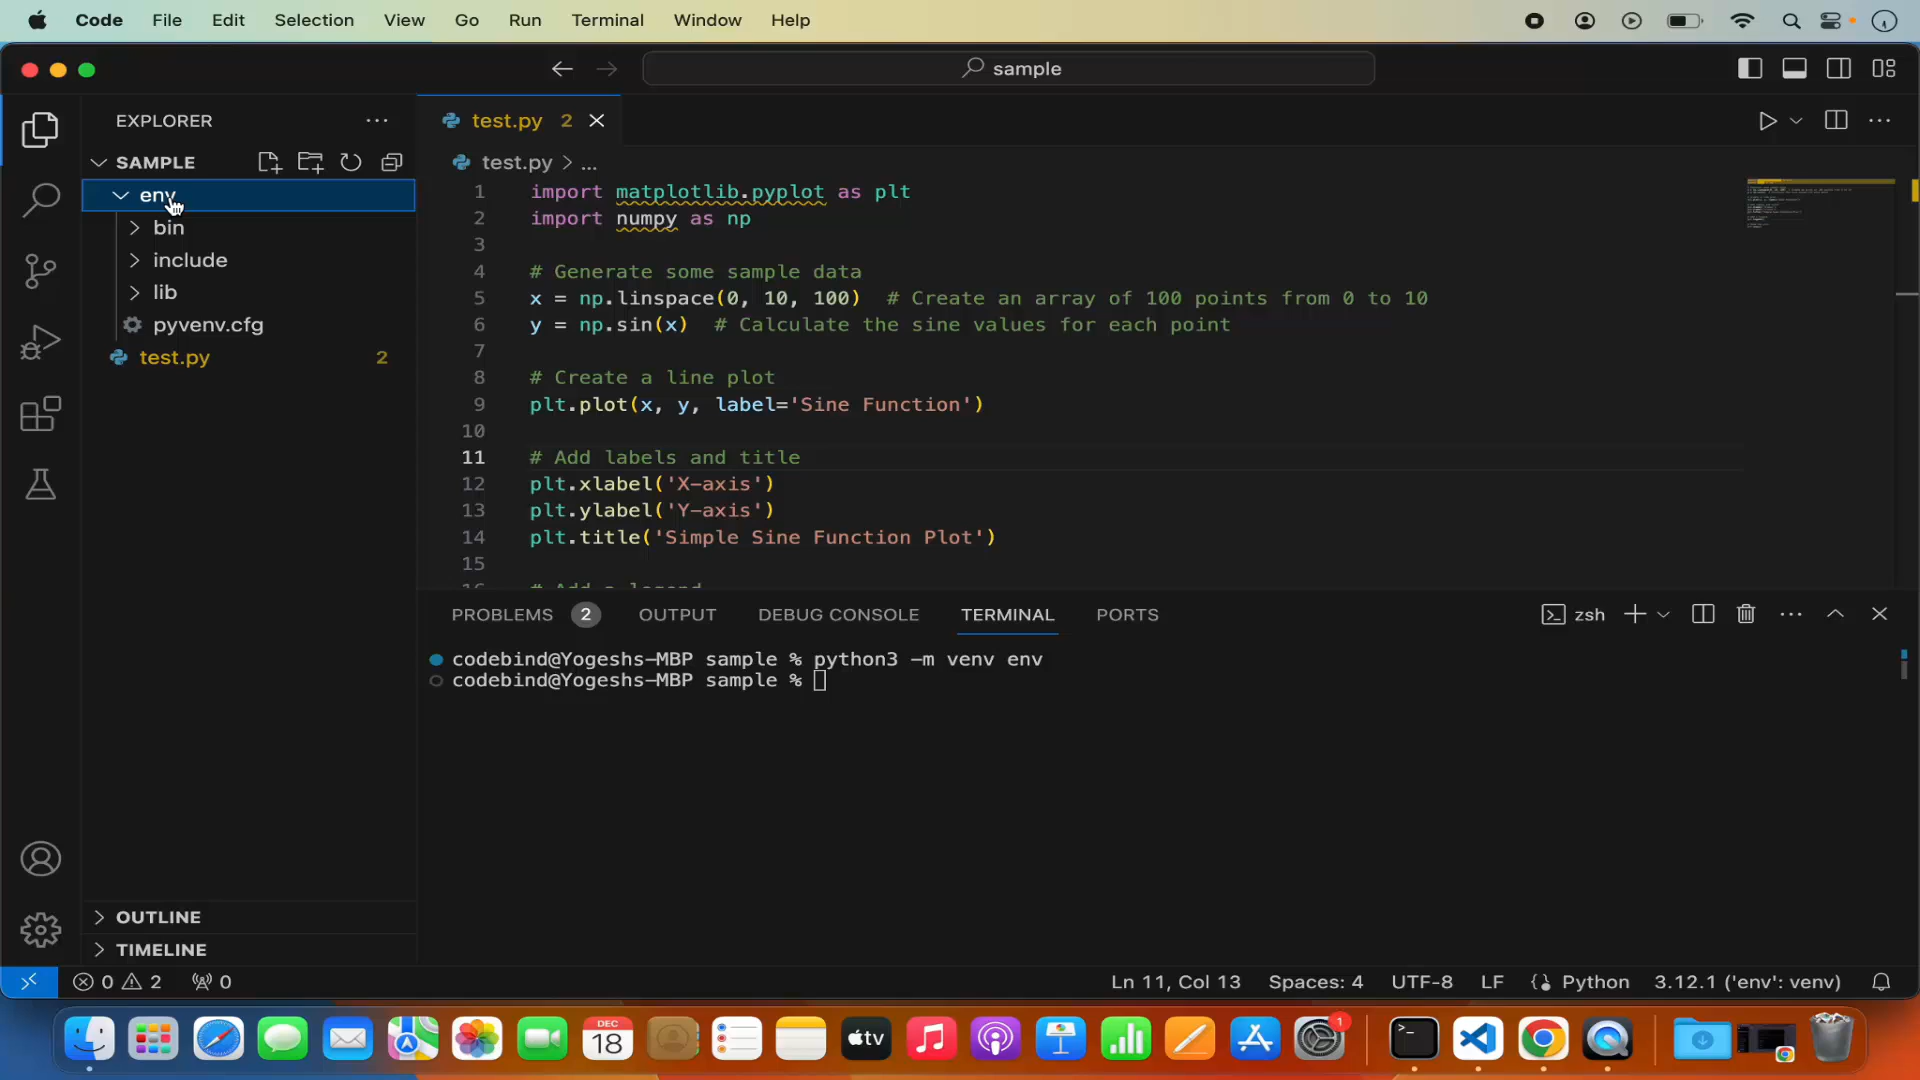 Code File Edit Selection View Go Run Terminal Window Help
sample
EXPLORER
test.py 2
SAMPLE
test.py > ...
env
bin
include
lib
pyvenv.cfg
test.py 2
1 import matplotlib.pyplot as plt
2 import numpy as np
3
4 # Generate some sample data
5 x = np.linspace(0, 10, 100) # Create an array of 100 points from 0 to 10
6 y = np.sin(x) # Calculate the sine values for each point
7
8 # Create a line plot
9 plt.plot(x, y, label='Sine Function')
10
11 # Add labels and title
12 plt.xlabel('X-axis')
13 plt.ylabel('Y-axis')
14 plt.title('Simple Sine Function Plot')
15
16 # Add a legend
PROBLEMS 2 OUTPUT DEBUG CONSOLE TERMINAL PORTS zsh
codebind@Yogeshs-MBP sample % python3 -m venv env
codebind@Yogeshs-MBP sample %
OUTLINE
TIMELINE
0 2 0 Ln 11, Col 13 Spaces: 4 UTF-8 LF Python 3.12.1 ('env': venv)
DEC
18
tv
1